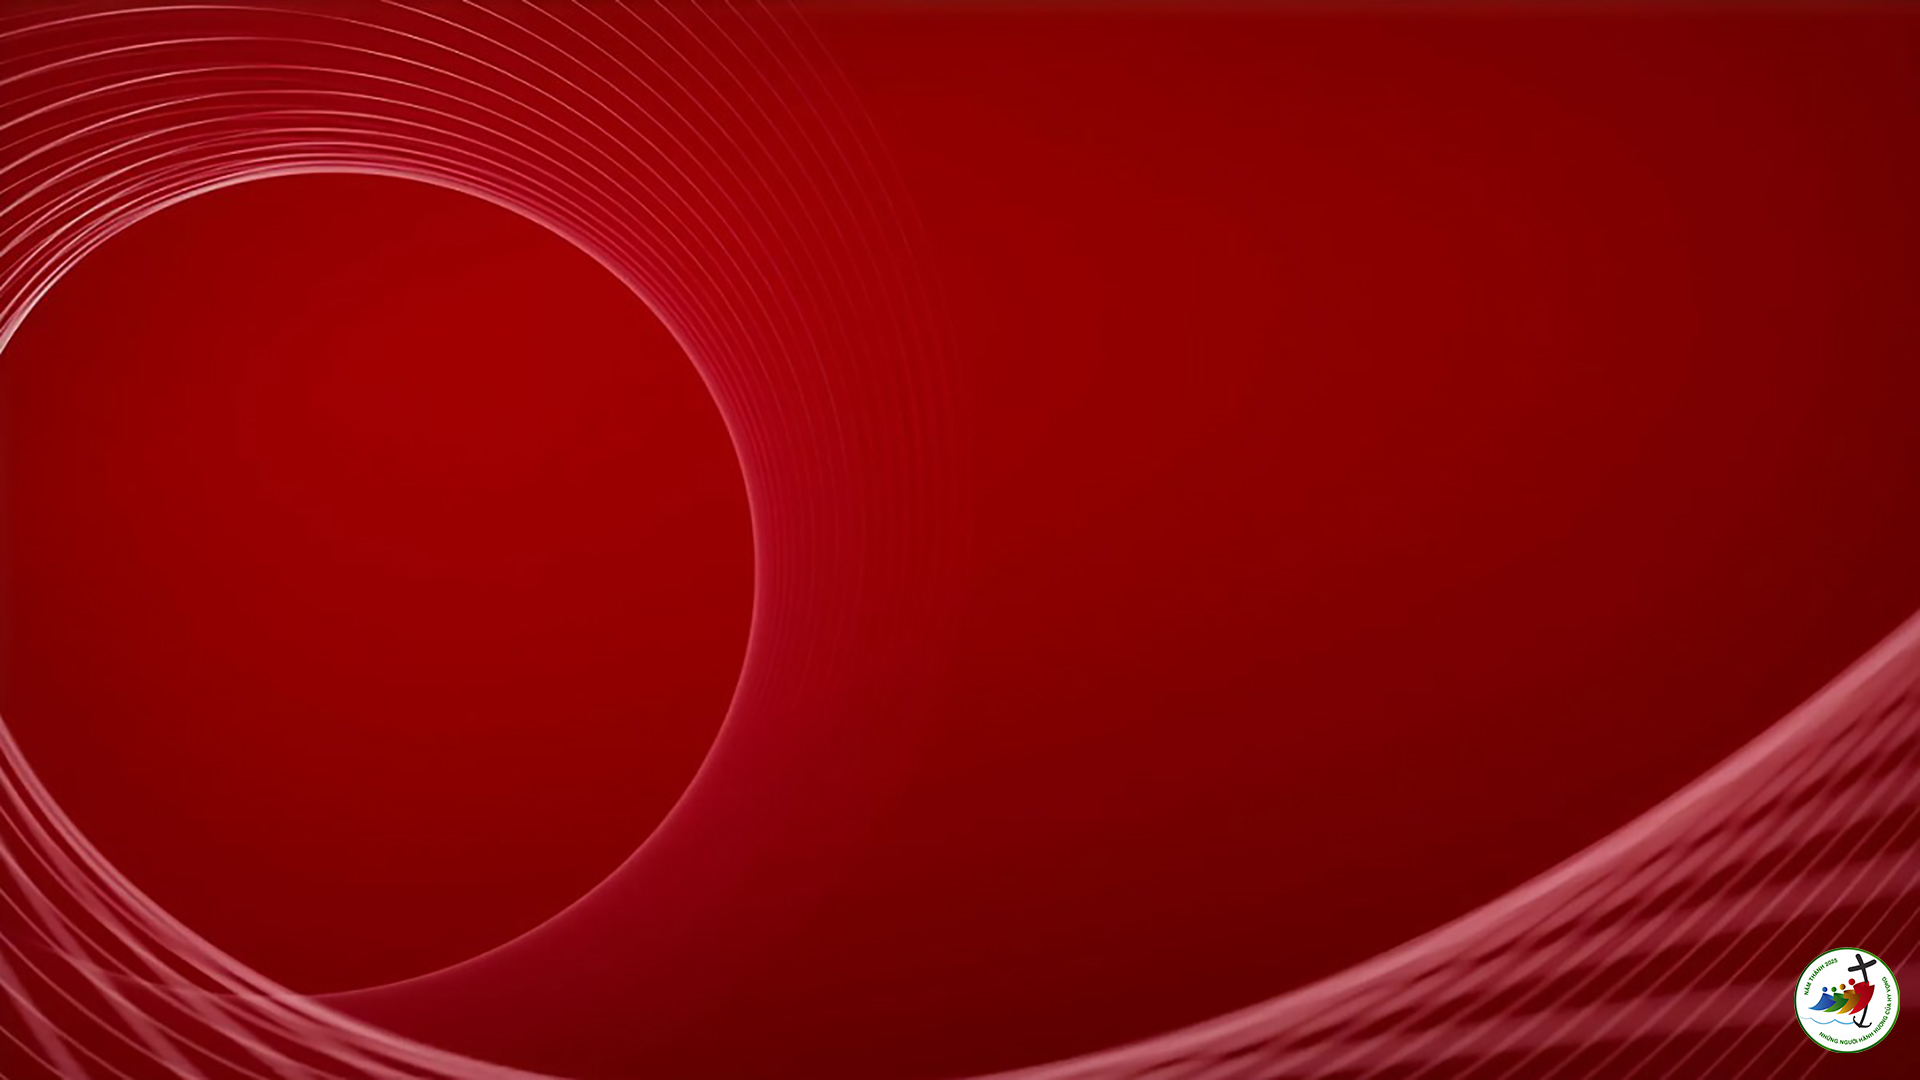 NĂM THÁNH 2025
NHỮNG NGƯỜI HÀNH HƯƠNG CỦA HY VỌNG